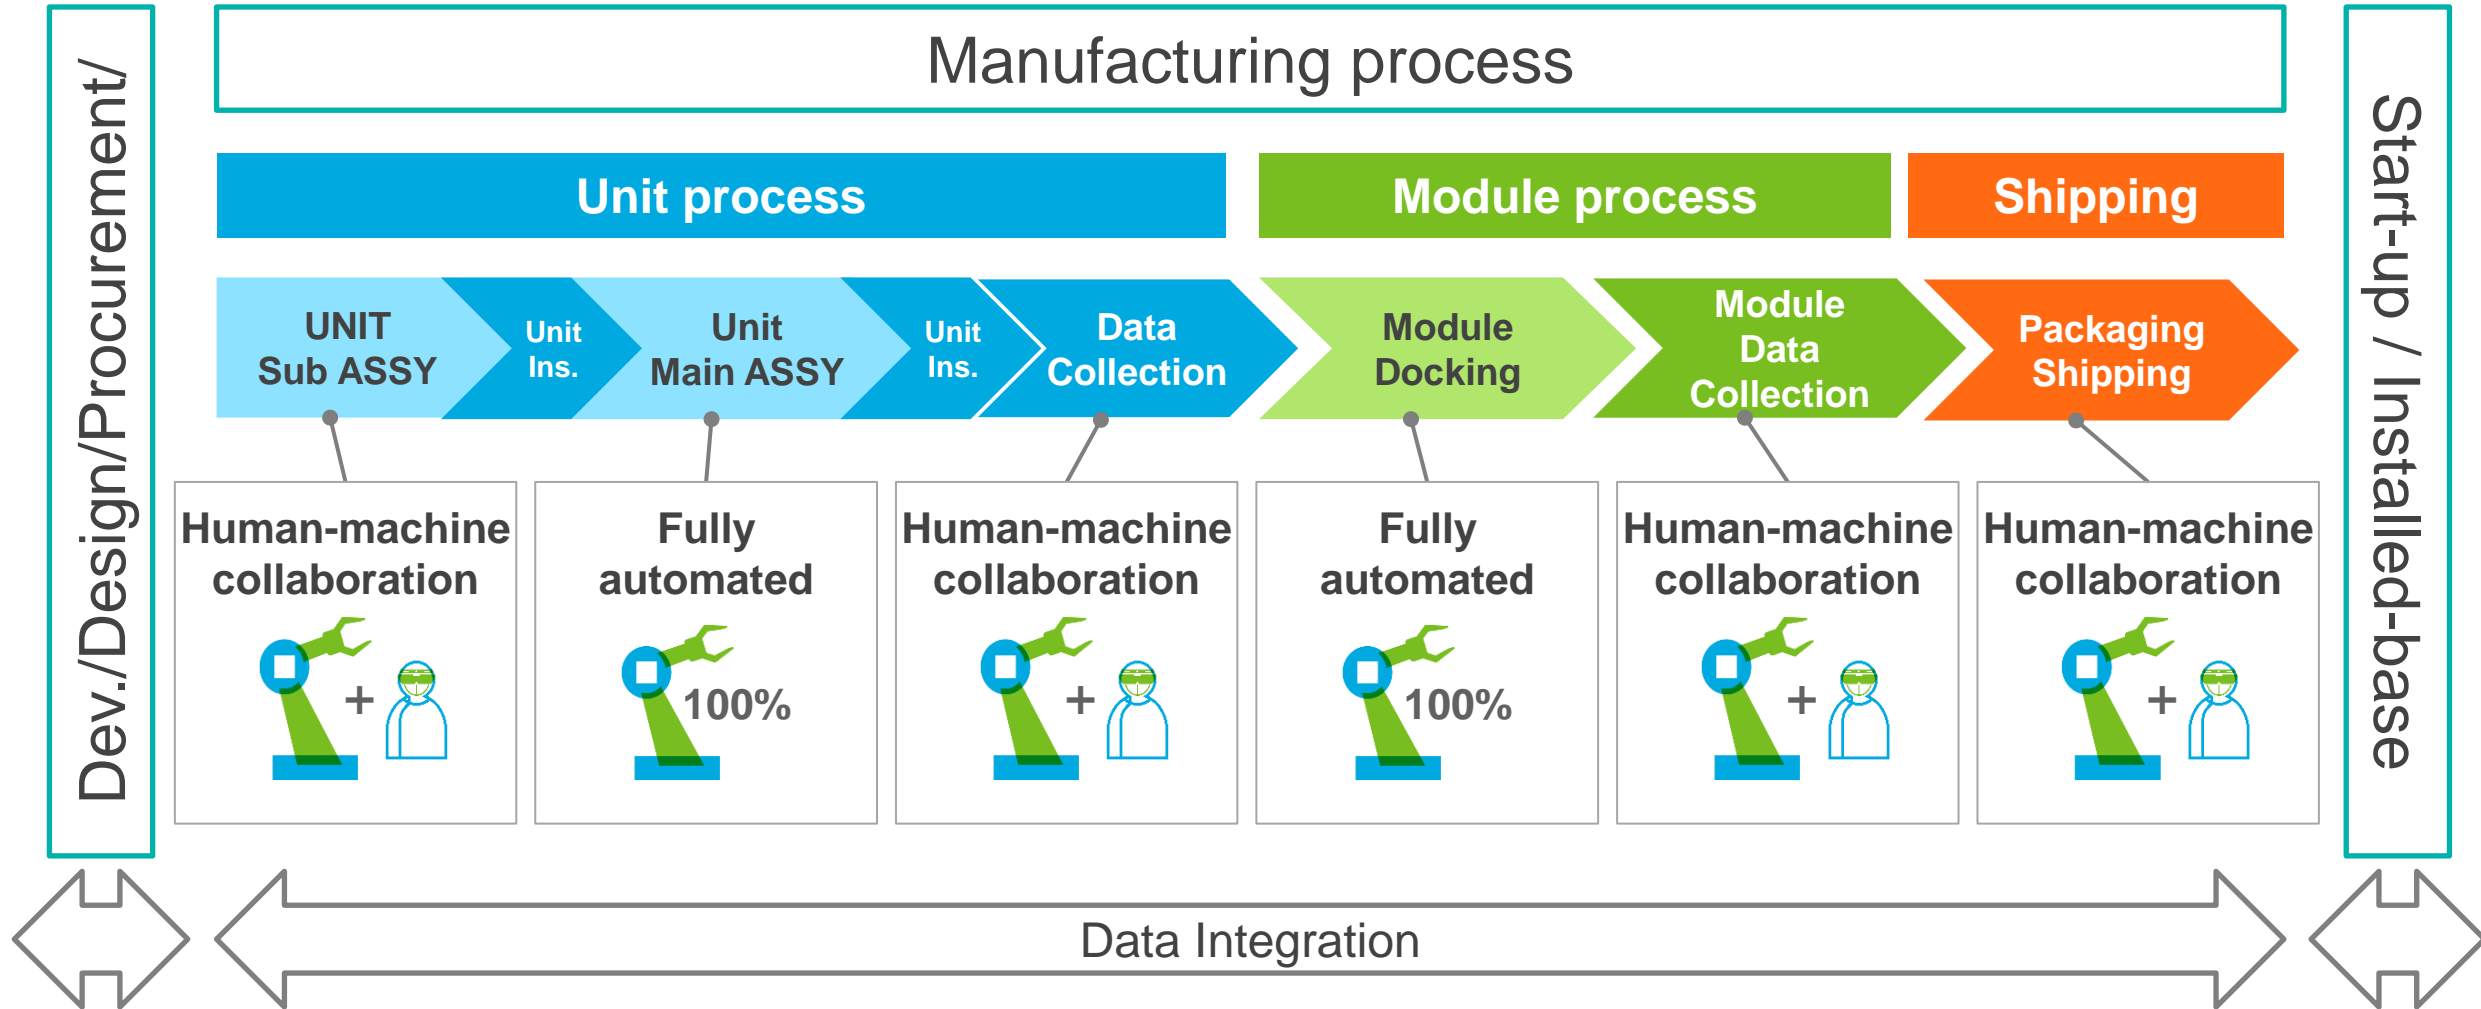 Dev./Design/Procurement/
Manufacturing process
Start-up / Installed-base
Unit process
Module process
Shipping
UNIT
Sub ASSY
Unit
Ins.
Unit
Main ASSY
Unit
Ins.
Data
Collection
Module
Docking
Module
Data
Collection
Packaging
Shipping
Human-machine
collaboration
+
Fully
automated
100%
Human-machine
collaboration
+
Fully
automated
100%
Human-machine
collaboration
+
Human-machine
collaboration
+
Data Integration